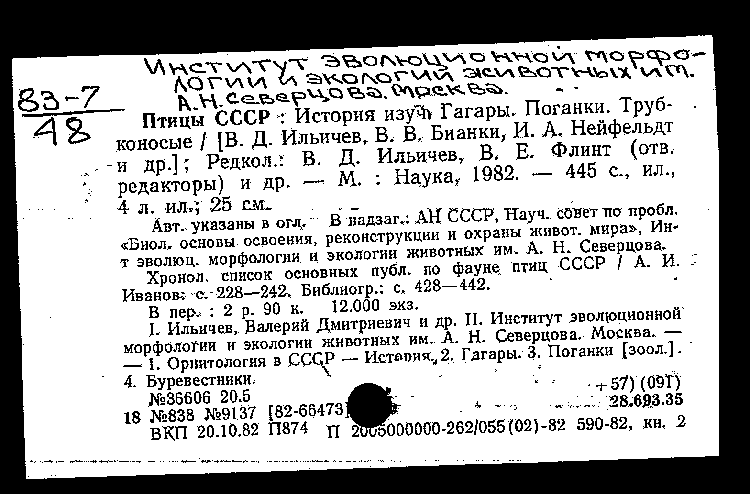 Институт эволюционной морфо-
логии и экологий животных им.
А.Н. Северцова. Москва.
83-7
48
Птицы СССР : История изуч Гагары. Поганки. Труб-
коносые / [В. Д. Ильичев, В. В. Бианки, И. А. Нейфельдт
и др.]; Редкол.: В. Д. Ильичев, В. Е. Флинт (отв.
редакторы) и др. — М. : Наука, 1982. — 445 с., ил.,
4 л. ил.; 25 см.
Авт. указаны в огл. В надзаг.: АН СССР, Науч. совет по пробл.
«Биол. основы освоения, реконструкции и охраны живот. мира», Ин-
т эволюц. морфологии и экологии животных им. А. Н. Северцова.
Хронол. список основных публ. по фауне птиц СССР / А. И.
Иванов: с. 228—242. Библиогр.: с. 428—442.
В пер. : 2 р. 90 к. 12.000 экз.
I. Ильичев, Валерий Дмитриевич и др. II. Институт эволюционной
морфологии и экологии животных им. А. Н. Северцова. Москва. —
— 1. Орнитология в СССР — История. 2. Гагары. 3. Поганки [зоол.].
4. Буревестники.
+57) (091)
№36606 20.5
28.693.35
18 №838 №9137 [82-66473]
ВКП 20.10.82 П874 П 2005000000-262/055(02)-82 590-82, кн. 2